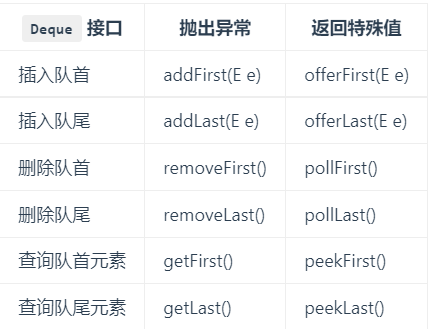 Deque 接口 抛出异常 返回特殊值
插入队首 addFirst(E e) offerFirst(E e)
插入队尾 addLast(E e) offerLast(E e)
删除队首 removeFirst() pollFirst()
删除队尾 removeLast() pollLast()
查询队首元素 getFirst() peekFirst()
查询队尾元素 getLast() peekLast()